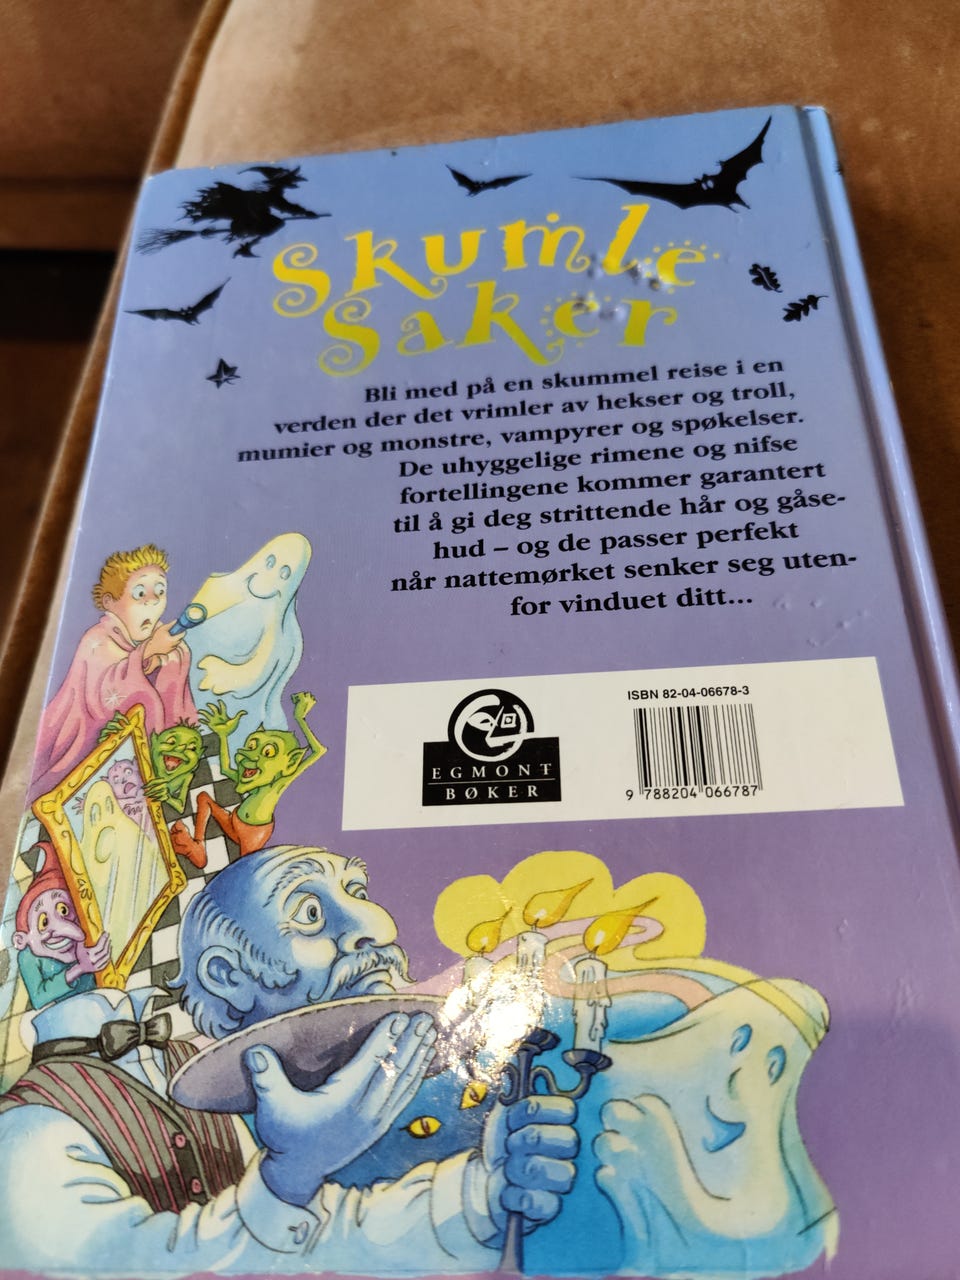 Skumle
Saker
Bli med på en skummel reise i en
verden der det vrimler av hekser og troll,
mumier og monstre, vampyrer og spøkelser.
De uhyggelige rimene og nifse
fortellingene kommer garantert
til å gi deg strittende hår og gåse-
hud – og de passer perfekt
når nattemørket senker seg uten-
for vinduet ditt...
ISBN 82-04-06678-3
EGMONT
BØKER
9 788204 066787